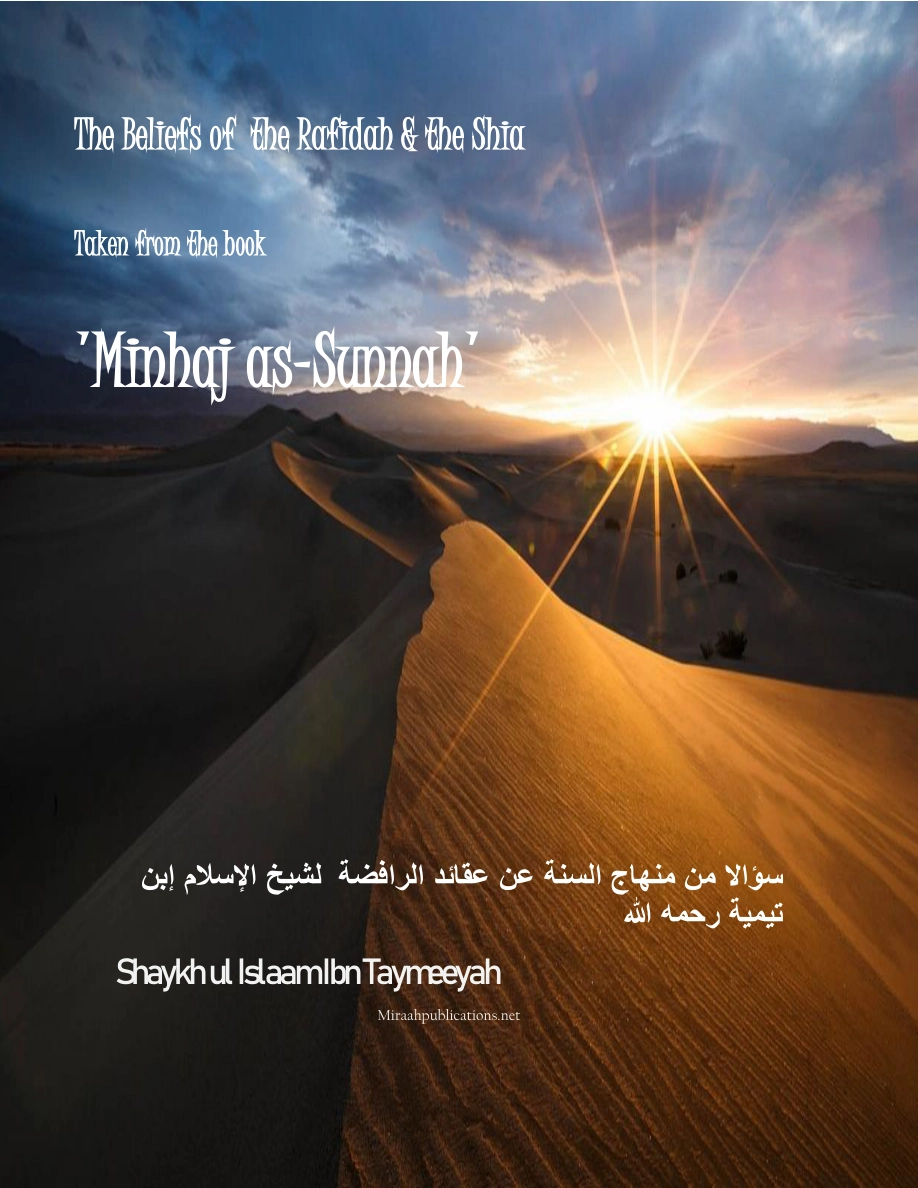 The Beliefs of the Rafidah & the Shia
Taken from the book
'Minhaj as-Sunnah'
سؤالا من منهاج السنة عن عقائد الرافضة لشيخ الإسلام إبن
تيمية رحمه الله
Shaykh ul Islaam Ibn Taymeeyah
Miraahpublications.net